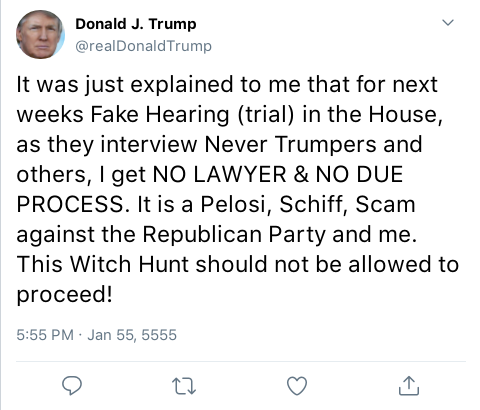 Donald J. Trump
@realDonaldTrump
It was just explained to me that for next
weeks Fake Hearing (trial) in the House,
as they interview Never Trumpers and
others, I get NO LAWYER & NO DUE
PROCESS. It is a Pelosi, Schiff, Scam
against the Republican Party and me.
This Witch Hunt should not be allowed to
proceed!
5:55 PM · Jan 55, 5555